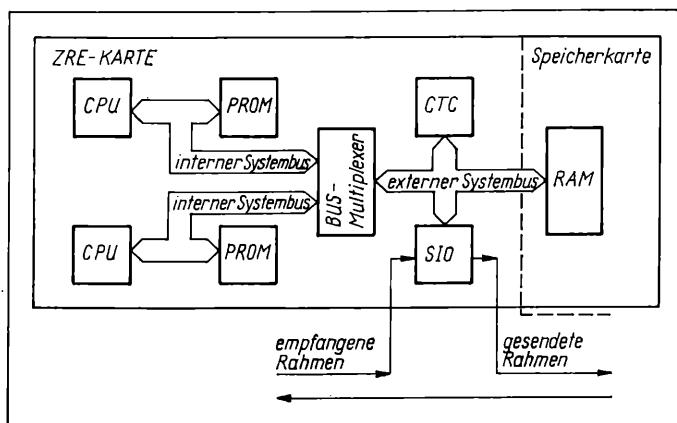 ZRE-KARTE
Speicherkarte
CPU
PROM
CTC
interner Systembus
BUS-
Multiplexer
externer Systembus
RAM
interner Systembus
CPU
PROM
SIO
empfangene
Rahmen
gesendete
Rahmen